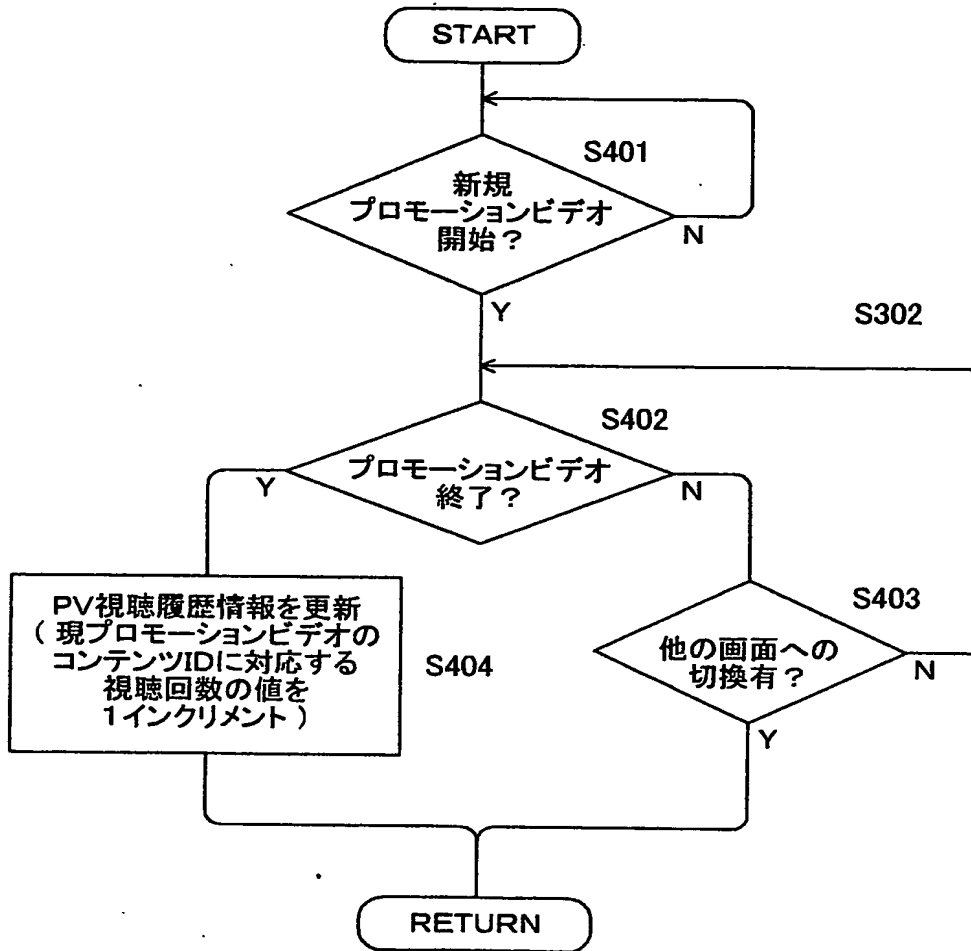 START
S401
新規
プロモーションビデオ
開始？
N
Y
S302
S402
プロモーションビデオ
終了？
Y
N
PV視聴履歴情報を更新
( 現プロモーションビデオの
コンテンツIDに対応する
視聴回数の値を
1インクリメント )
S404
S403
他の画面への
切換有？
N
Y
RETURN